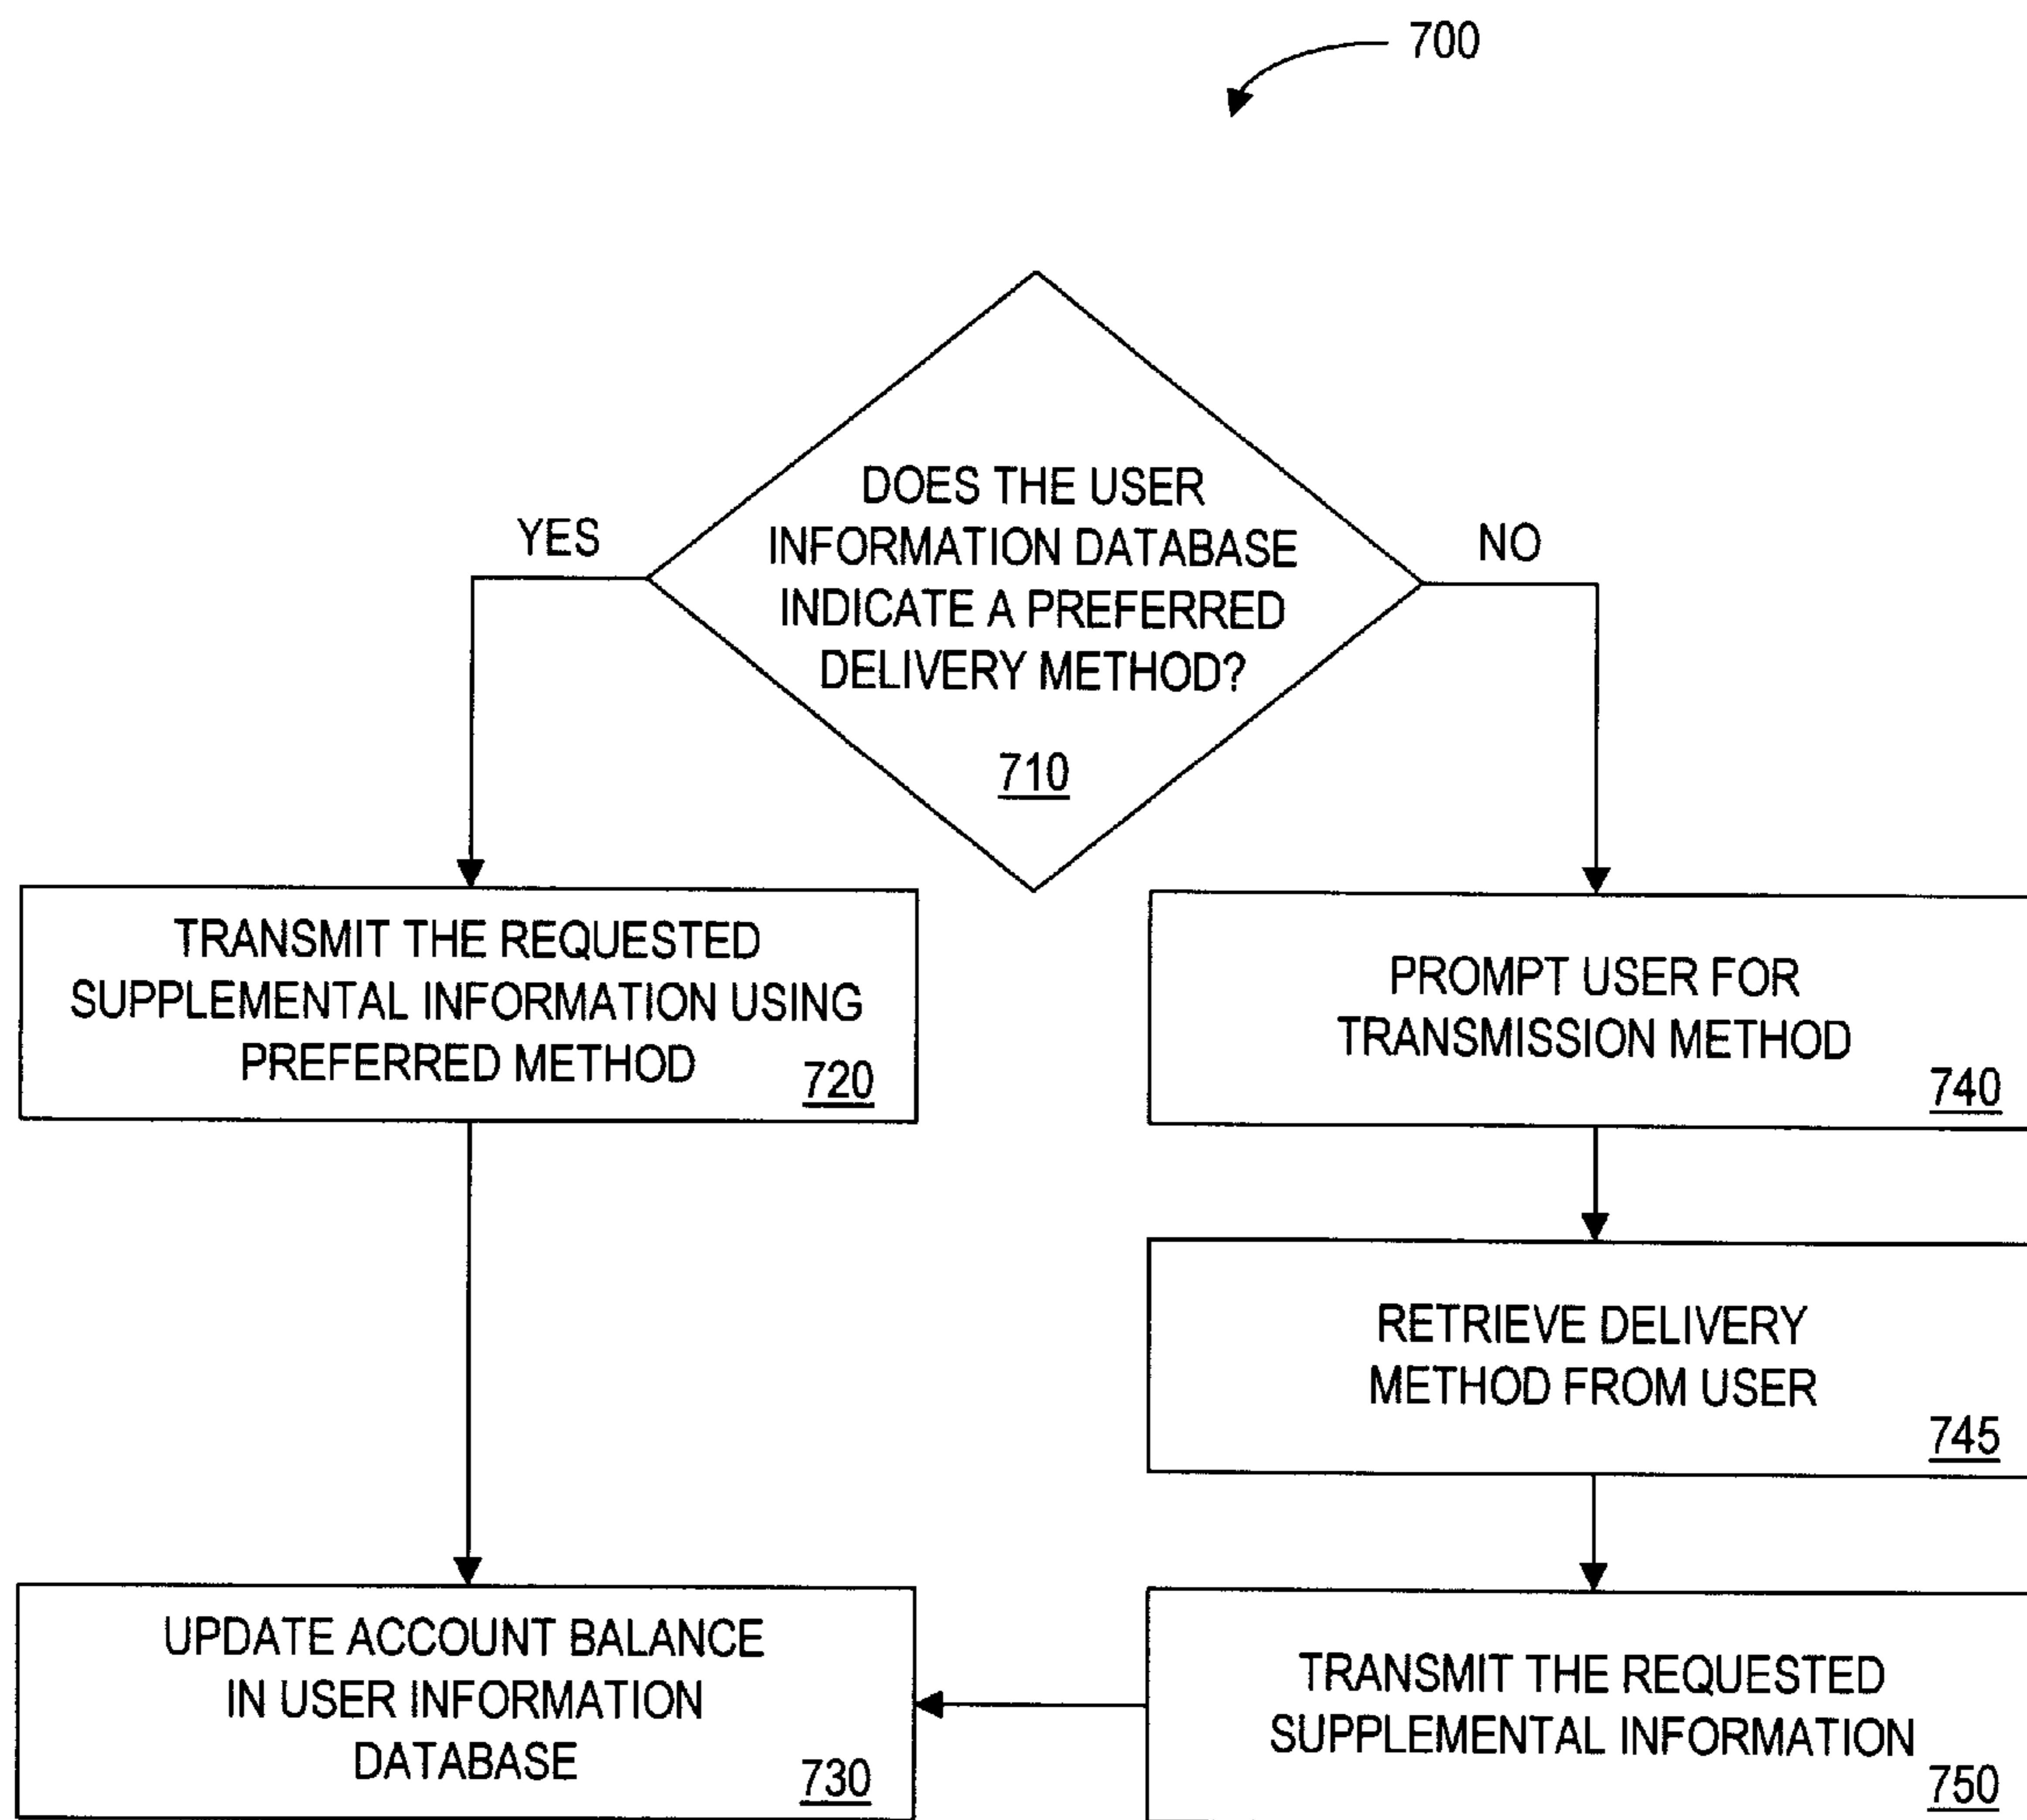 700
DOES THE USER
INFORMATION DATABASE
INDICATE A PREFERRED
DELIVERY METHOD?
710
YES
NO
TRANSMIT THE REQUESTED
SUPPLEMENTAL INFORMATION USING
PREFERRED METHOD
720
PROMPT USER FOR
TRANSMISSION METHOD
740
RETRIEVE DELIVERY
METHOD FROM USER
745
UPDATE ACCOUNT BALANCE
IN USER INFORMATION
DATABASE
730
TRANSMIT THE REQUESTED
SUPPLEMENTAL INFORMATION
750